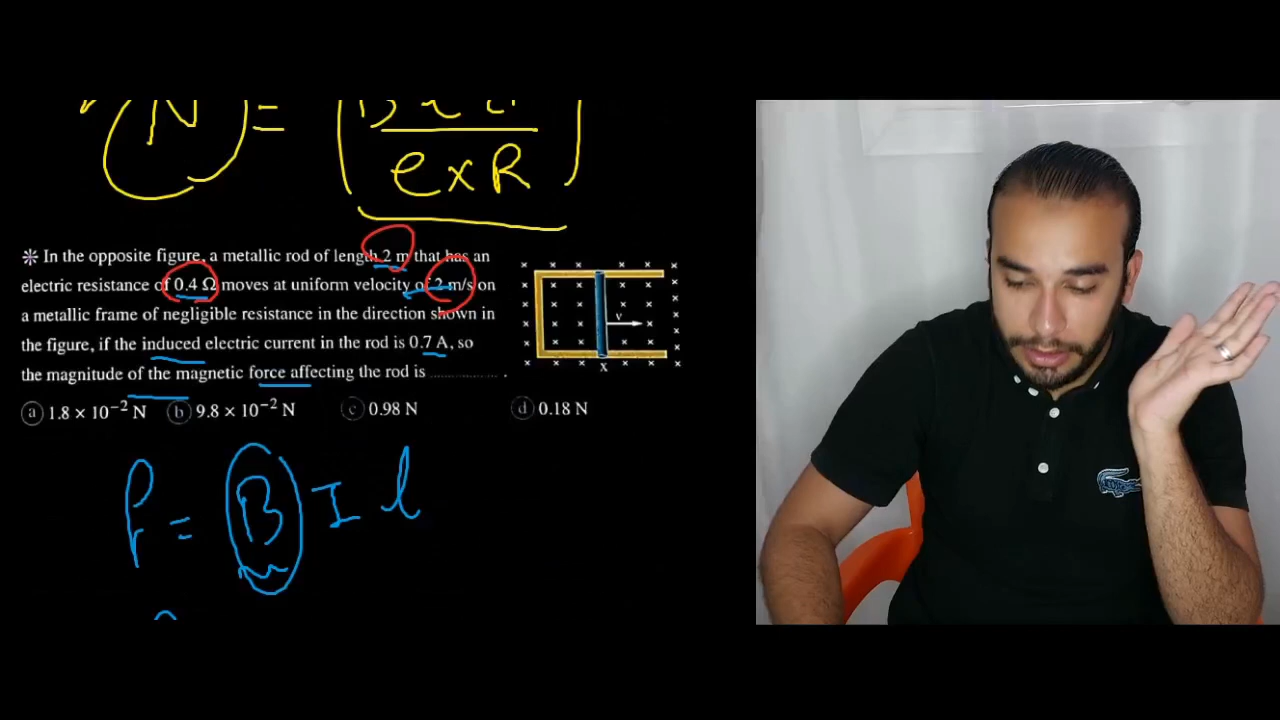 N =
e x R
✻ In the opposite figure, a metallic rod of length 2 m that has an
electric resistance of 0.4 Ω moves at uniform velocity of 2 m/s on
a metallic frame of negligible resistance in the direction shown in
the figure, if the induced electric current in the rod is 0.7 A, so
the magnitude of the magnetic force affecting the rod is ................ .
v
x
ⓐ 1.8 × 10⁻² N ⓑ 9.8 × 10⁻² N ⓒ 0.98 N ⓓ 0.18 N
F = B I l